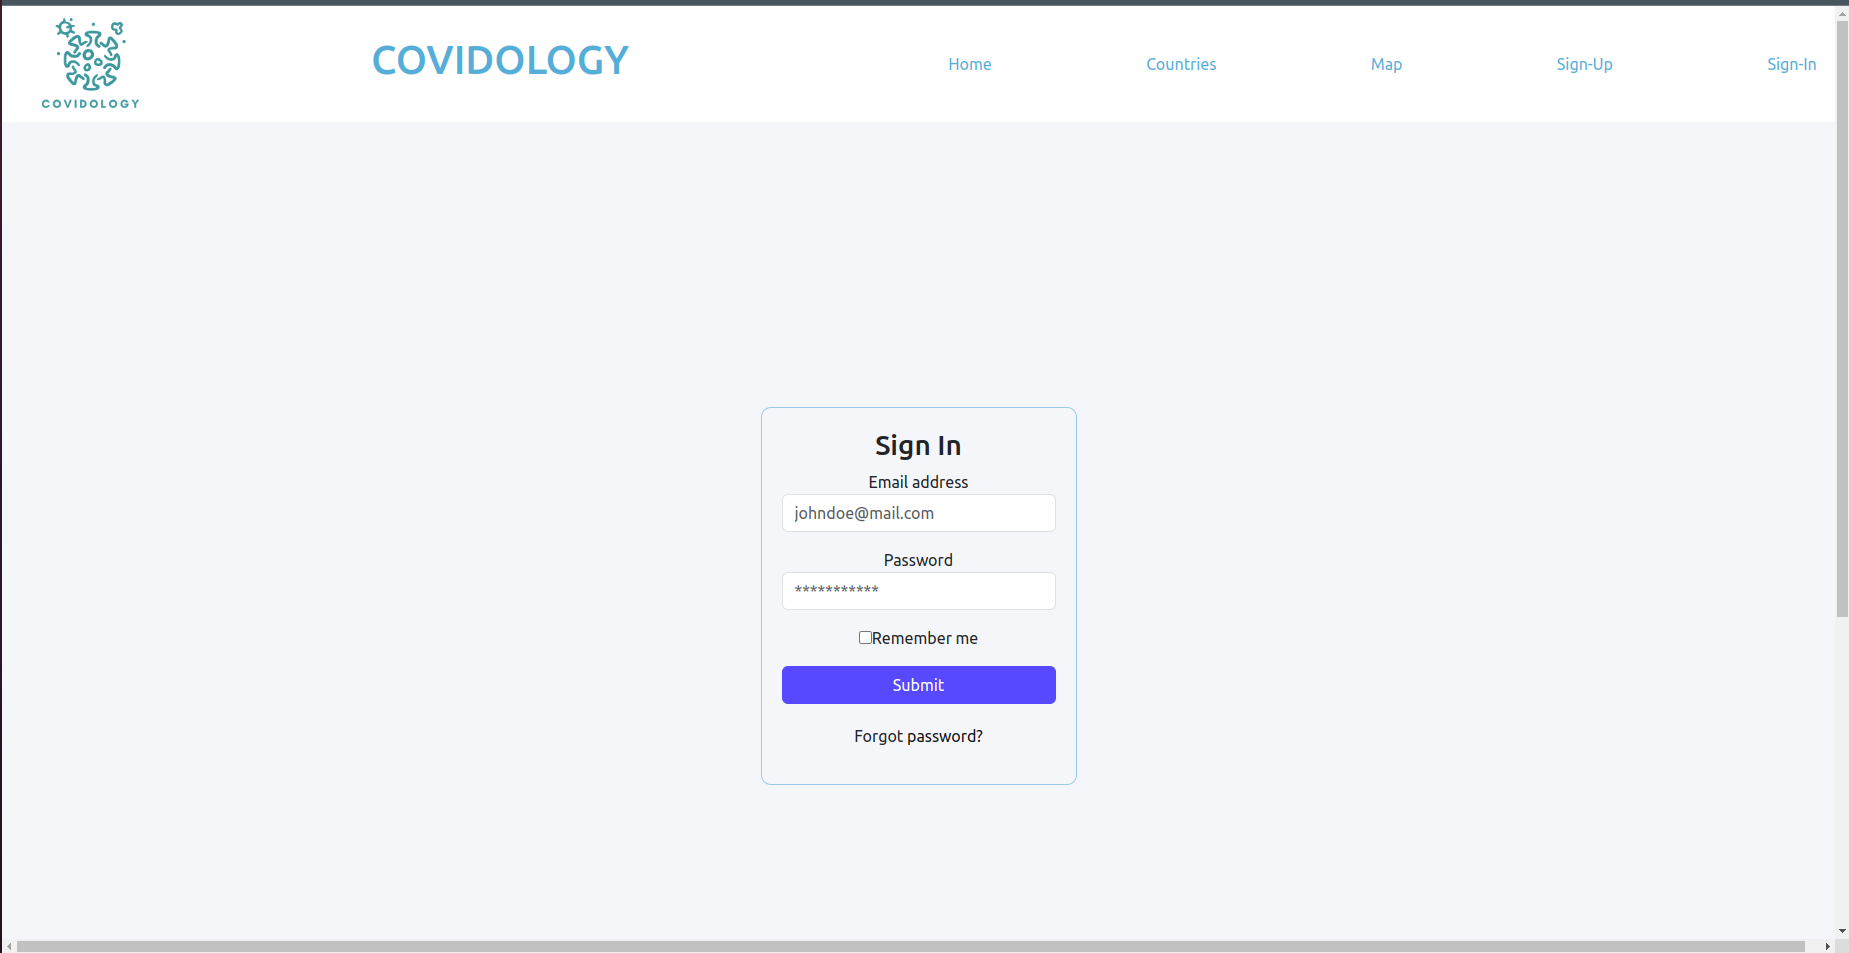 COVIDOLOGY
COVIDOLOGY
Home
Countries
Map
Sign-Up
Sign-In
Sign In
Email address
johndoe@mail.com
Password
***********
Remember me
Submit
Forgot password?